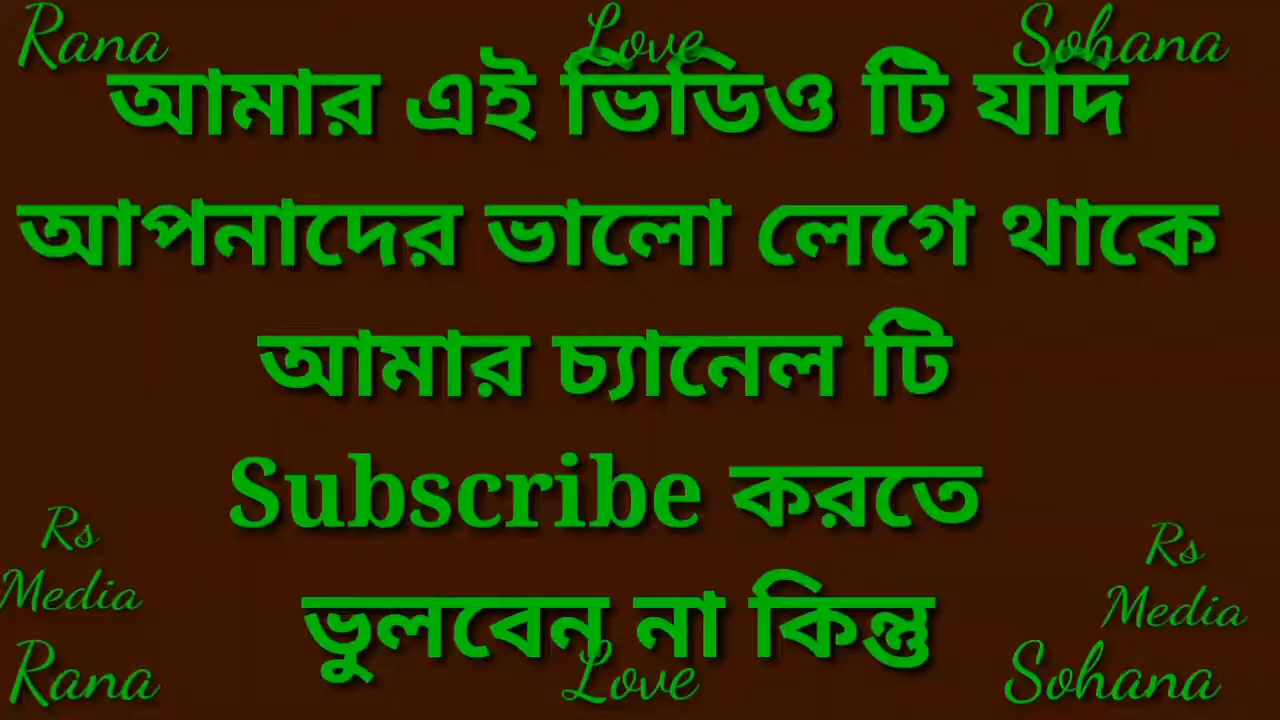 Rana Love Sohana
আমার এই ভিডিও টি যদি
আপনাদের ভালো লেগে থাকে
আমার চ্যানেল টি
Subscribe করতে
ভুলবেন না কিন্তু
Rs
Media
Rs
Media
Rana Love Sohana